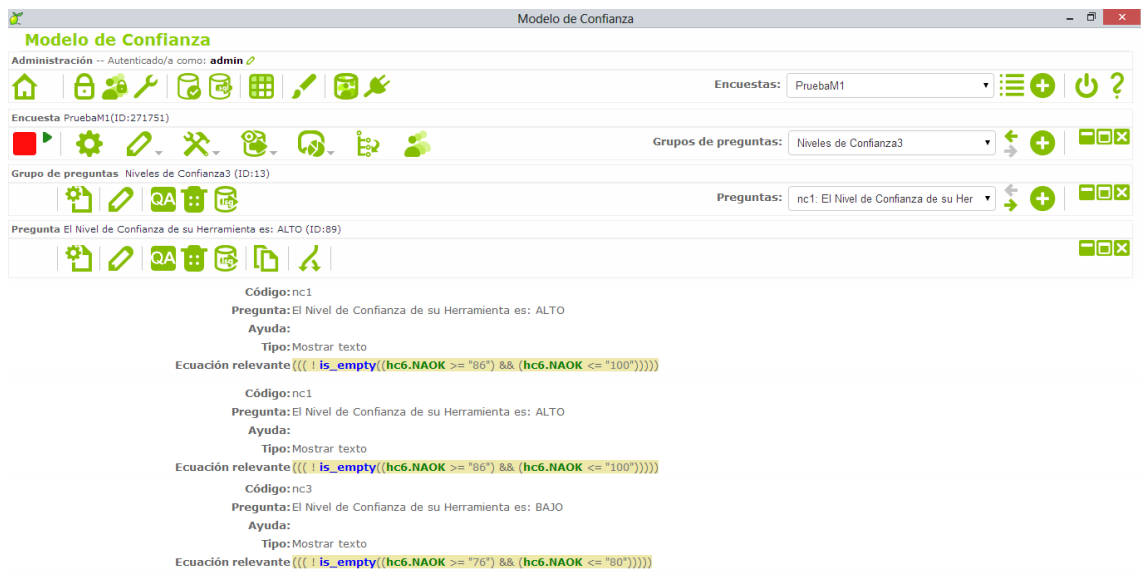 Modelo de Confianza
Modelo de Confianza
Administración -- Autenticado/a como: admin
Encuestas: PruebaM1
Encuesta PruebaM1(ID:271751)
Grupos de preguntas: Niveles de Confianza3
Grupo de preguntas Niveles de Confianza3 (ID:13)
QA
Preguntas: nc1: El Nivel de Confianza de su Her
Pregunta El Nivel de Confianza de su Herramienta es: ALTO (ID:89)
QA
Código: nc1
Pregunta: El Nivel de Confianza de su Herramienta es: ALTO
Ayuda:
Tipo: Mostrar texto
Ecuación relevante ((( ! is_empty((hc6.NAOK >= "86") && (hc6.NAOK <= "100")))))
Código: nc1
Pregunta: El Nivel de Confianza de su Herramienta es: ALTO
Ayuda:
Tipo: Mostrar texto
Ecuación relevante ((( ! is_empty((hc6.NAOK >= "86") && (hc6.NAOK <= "100")))))
Código: nc3
Pregunta: El Nivel de Confianza de su Herramienta es: BAJO
Ayuda:
Tipo: Mostrar texto
Ecuación relevante ((( ! is_empty((hc6.NAOK >= "76") && (hc6.NAOK <= "80")))))